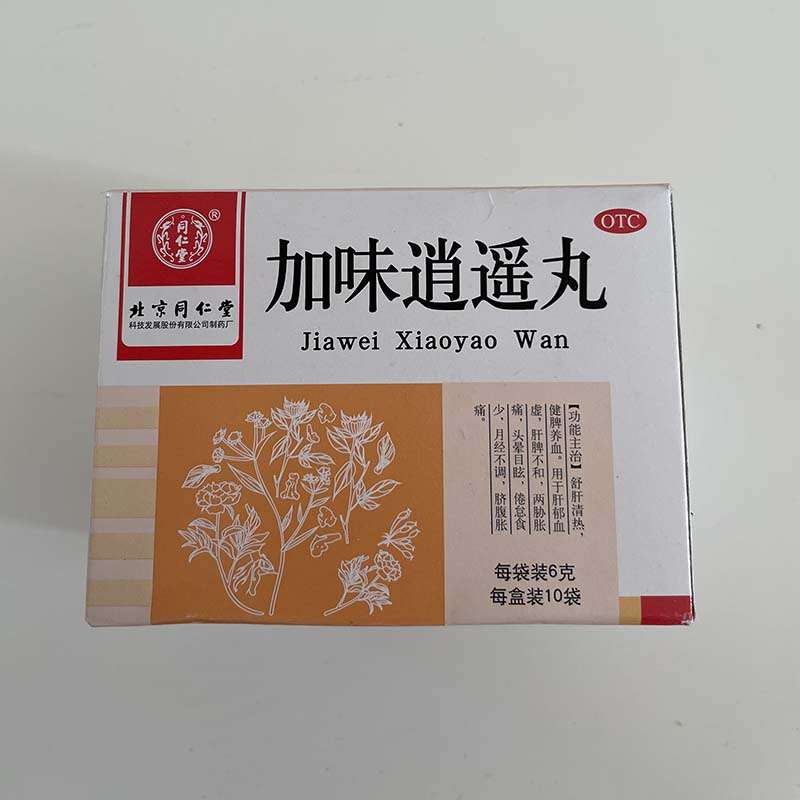 同仁堂
®
北京同仁堂
科技发展股份有限公司制药厂
OTC
加味逍遥丸
Jiawei Xiaoyao Wan
【功能主治】舒肝清热，
健脾养血。用于肝郁血
虚，肝脾不和，两胁胀
痛，头晕目眩，倦怠食
少，月经不调，脐腹胀
痛。
每袋装6克
每盒装10袋